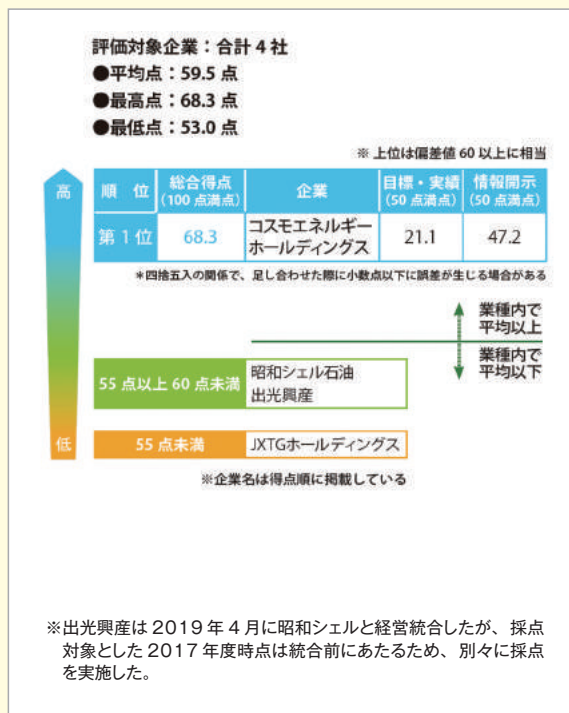 評価対象企業：合計4社
●平均点：59.5点
●最高点：68.3点
●最低点：53.0点
※上位は偏差値60以上に相当
高
順　位　総合得点（100点満点）　企業　目標・実績（50点満点）　情報開示（50点満点）
第1位　68.3　コスモエネルギーホールディングス　21.1　47.2
＊四捨五入の関係で、足し合わせた際に小数点以下に誤差が生じる場合がある
業種内で
平均以上
業種内で
平均以下
55点以上60点未満　昭和シェル石油
出光興産
低
55点未満　JXTGホールディングス
※企業名は得点順に掲載している
※出光興産は2019年4月に昭和シェルと経営統合したが、採点
対象とした2017年度時点は統合前にあたるため、別々に採点
を実施した。